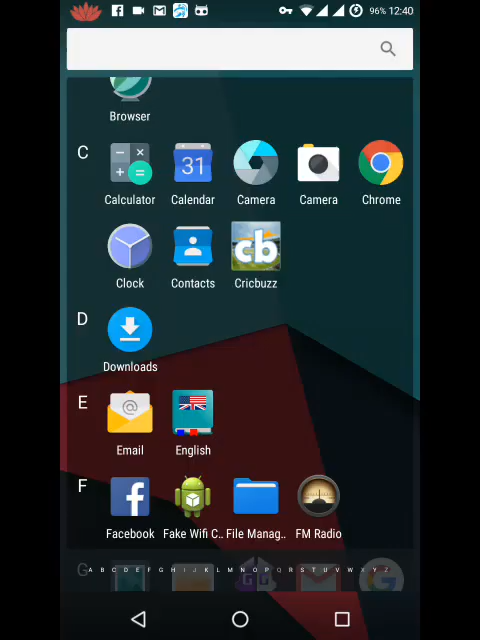 96% 12:40
Browser
C
31
Calculator Calendar Camera Camera Chrome
cb
Clock Contacts Cricbuzz
D
Downloads
E
@
Email English
F
f
Facebook Fake Wifi C.. File Manag.. FM Radio
G
A B C D E F G H I J K L M N O P Q R S T U V W X Y Z